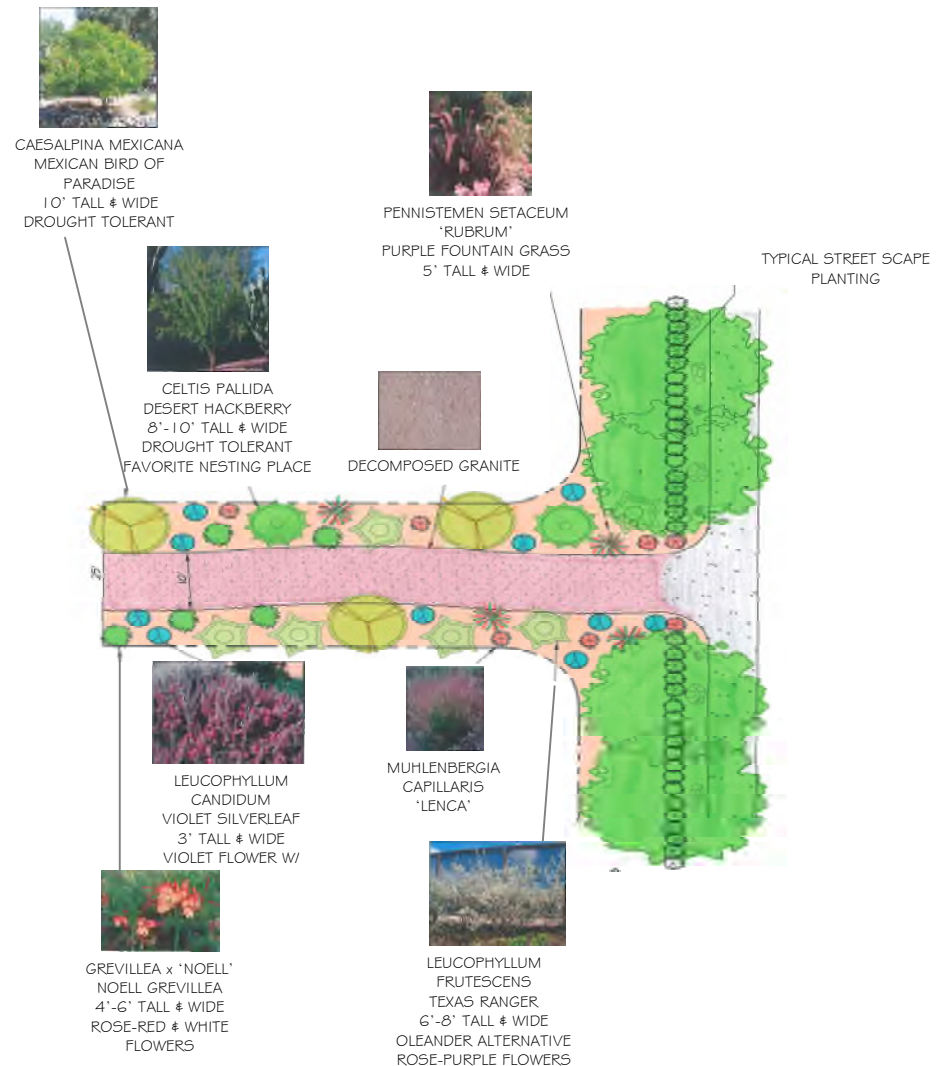 CAESALPINA MEXICANA
MEXICAN BIRD OF
PARADISE
10' TALL & WIDE
DROUGHT TOLERANT
PENNISTEMEN SETACEUM
'RUBRUM'
PURPLE FOUNTAIN GRASS
5' TALL & WIDE
TYPICAL STREET SCAPE
PLANTING
CELTIS PALLIDA
DESERT HACKBERRY
8'-10' TALL & WIDE
DROUGHT TOLERANT
FAVORITE NESTING PLACE
DECOMPOSED GRANITE
25'
10'
LEUCOPHYLLUM
CANDIDUM
VIOLET SILVERLEAF
3' TALL & WIDE
VIOLET FLOWER W/
MUHLENBERGIA
CAPILLARIS
'LENCA'
GREVILLEA x 'NOELL'
NOELL GREVILLEA
4'-6' TALL & WIDE
ROSE-RED & WHITE
FLOWERS
LEUCOPHYLLUM
FRUTESCENS
TEXAS RANGER
6'-8' TALL & WIDE
OLEANDER ALTERNATIVE
ROSE-PURPLE FLOWERS